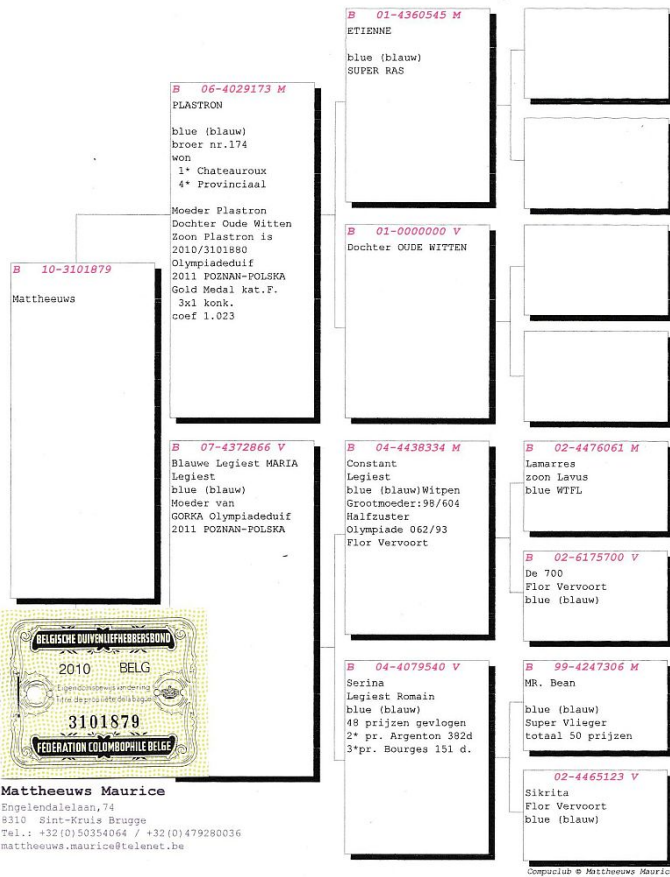 B 10-3101879
Mattheeuws
B 06-4029173 M
PLASTRON
blue (blauw)
broer nr.174
won
1* Chateauroux
4* Provinciaal
Moeder Plastron
Dochter Oude Witten
Zoon Plastron is
2010/3101880
Olympiadeduif
2011 POZNAN-POLSKA
Gold Medal kat.F.
3x1 konk.
coef 1.023
B 07-4372866 V
Blauwe Legiest MARIA
Legiest
blue (blauw)
Moeder van
GORKA Olympiadeduif
2011 POZNAN-POLSKA
B 01-4360545 M
ETIENNE
blue (blauw)
SUPER RAS
B 01-0000000 V
Dochter OUDE WITTEN
B 04-4438334 M
Constant
Legiest
blue (blauw)Witpen
Grootmoeder:98/604
Halfzuster
Olympiade 062/93
Flor Vervoort
B 04-4079540 V
Serina
Legiest Romain
blue (blauw)
48 prijzen gevlogen
2* pr. Argenton 382d
3*pr. Bourges 151 d.
B 02-4476061 M
Lamarres
zoon Lavus
blue WTFL
B 02-6175700 V
De 700
Flor Vervoort
blue (blauw)
B 99-4247306 M
MR. Bean
blue (blauw)
Super Vlieger
totaal 50 prijzen
B 02-4465123 V
Sikrita
Flor Vervoort
blue (blauw)
BELGISCHE DUIVENLIEFHEBBERSBOND
2010 BELG
3101879
FÉDÉRATION COLOMBOPHILE BELGE
Mattheeuws Maurice
Engelendalelaan,74
8310 Sint-Kruis Brugge
Tel.: +32(0)50354064 / +32(0)479280036
mattheeuws.maurice@telenet.be
Compuclub © Mattheeuws Mauric